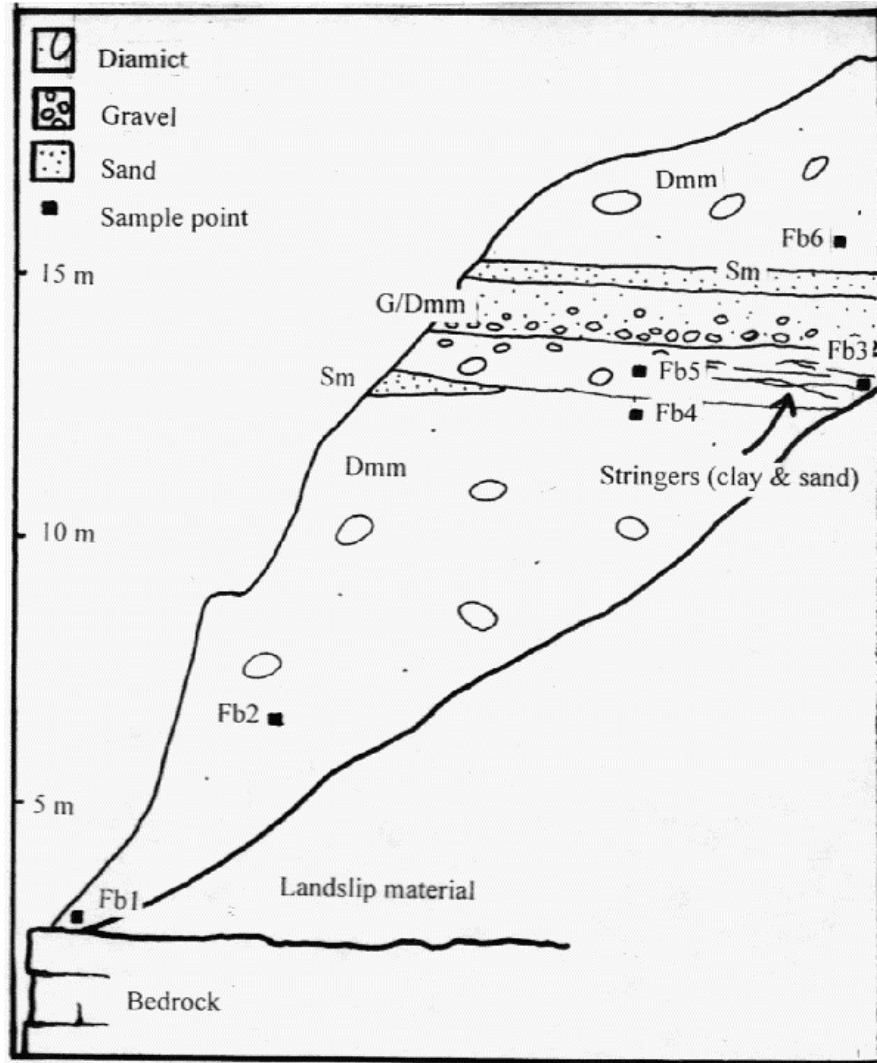 Diamict
Gravel
Sand
Sample point
Dmm
Fb6
15 m
Sm
G/Dmm
Fb3
Sm
Fb5
Fb4
Dmm
Stringers (clay & sand)
10 m
Fb2
5 m
Fb1
Landslip material
Bedrock